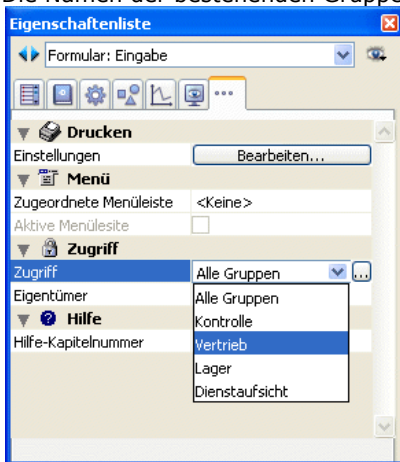 Die Namen der bestehenden Gruppe
Eigenschaftenliste
Formular: Eingabe
Drucken
Einstellungen Bearbeiten...
Menü
Zugeordnete Menüleiste <Keine>
Aktive Menülesite
Zugriff
Zugriff Alle Gruppen ...
Eigentümer Alle Gruppen
Kontrolle
Hilfe Vertrieb
Hilfe-Kapitelnummer Lager
Dienstaufsicht